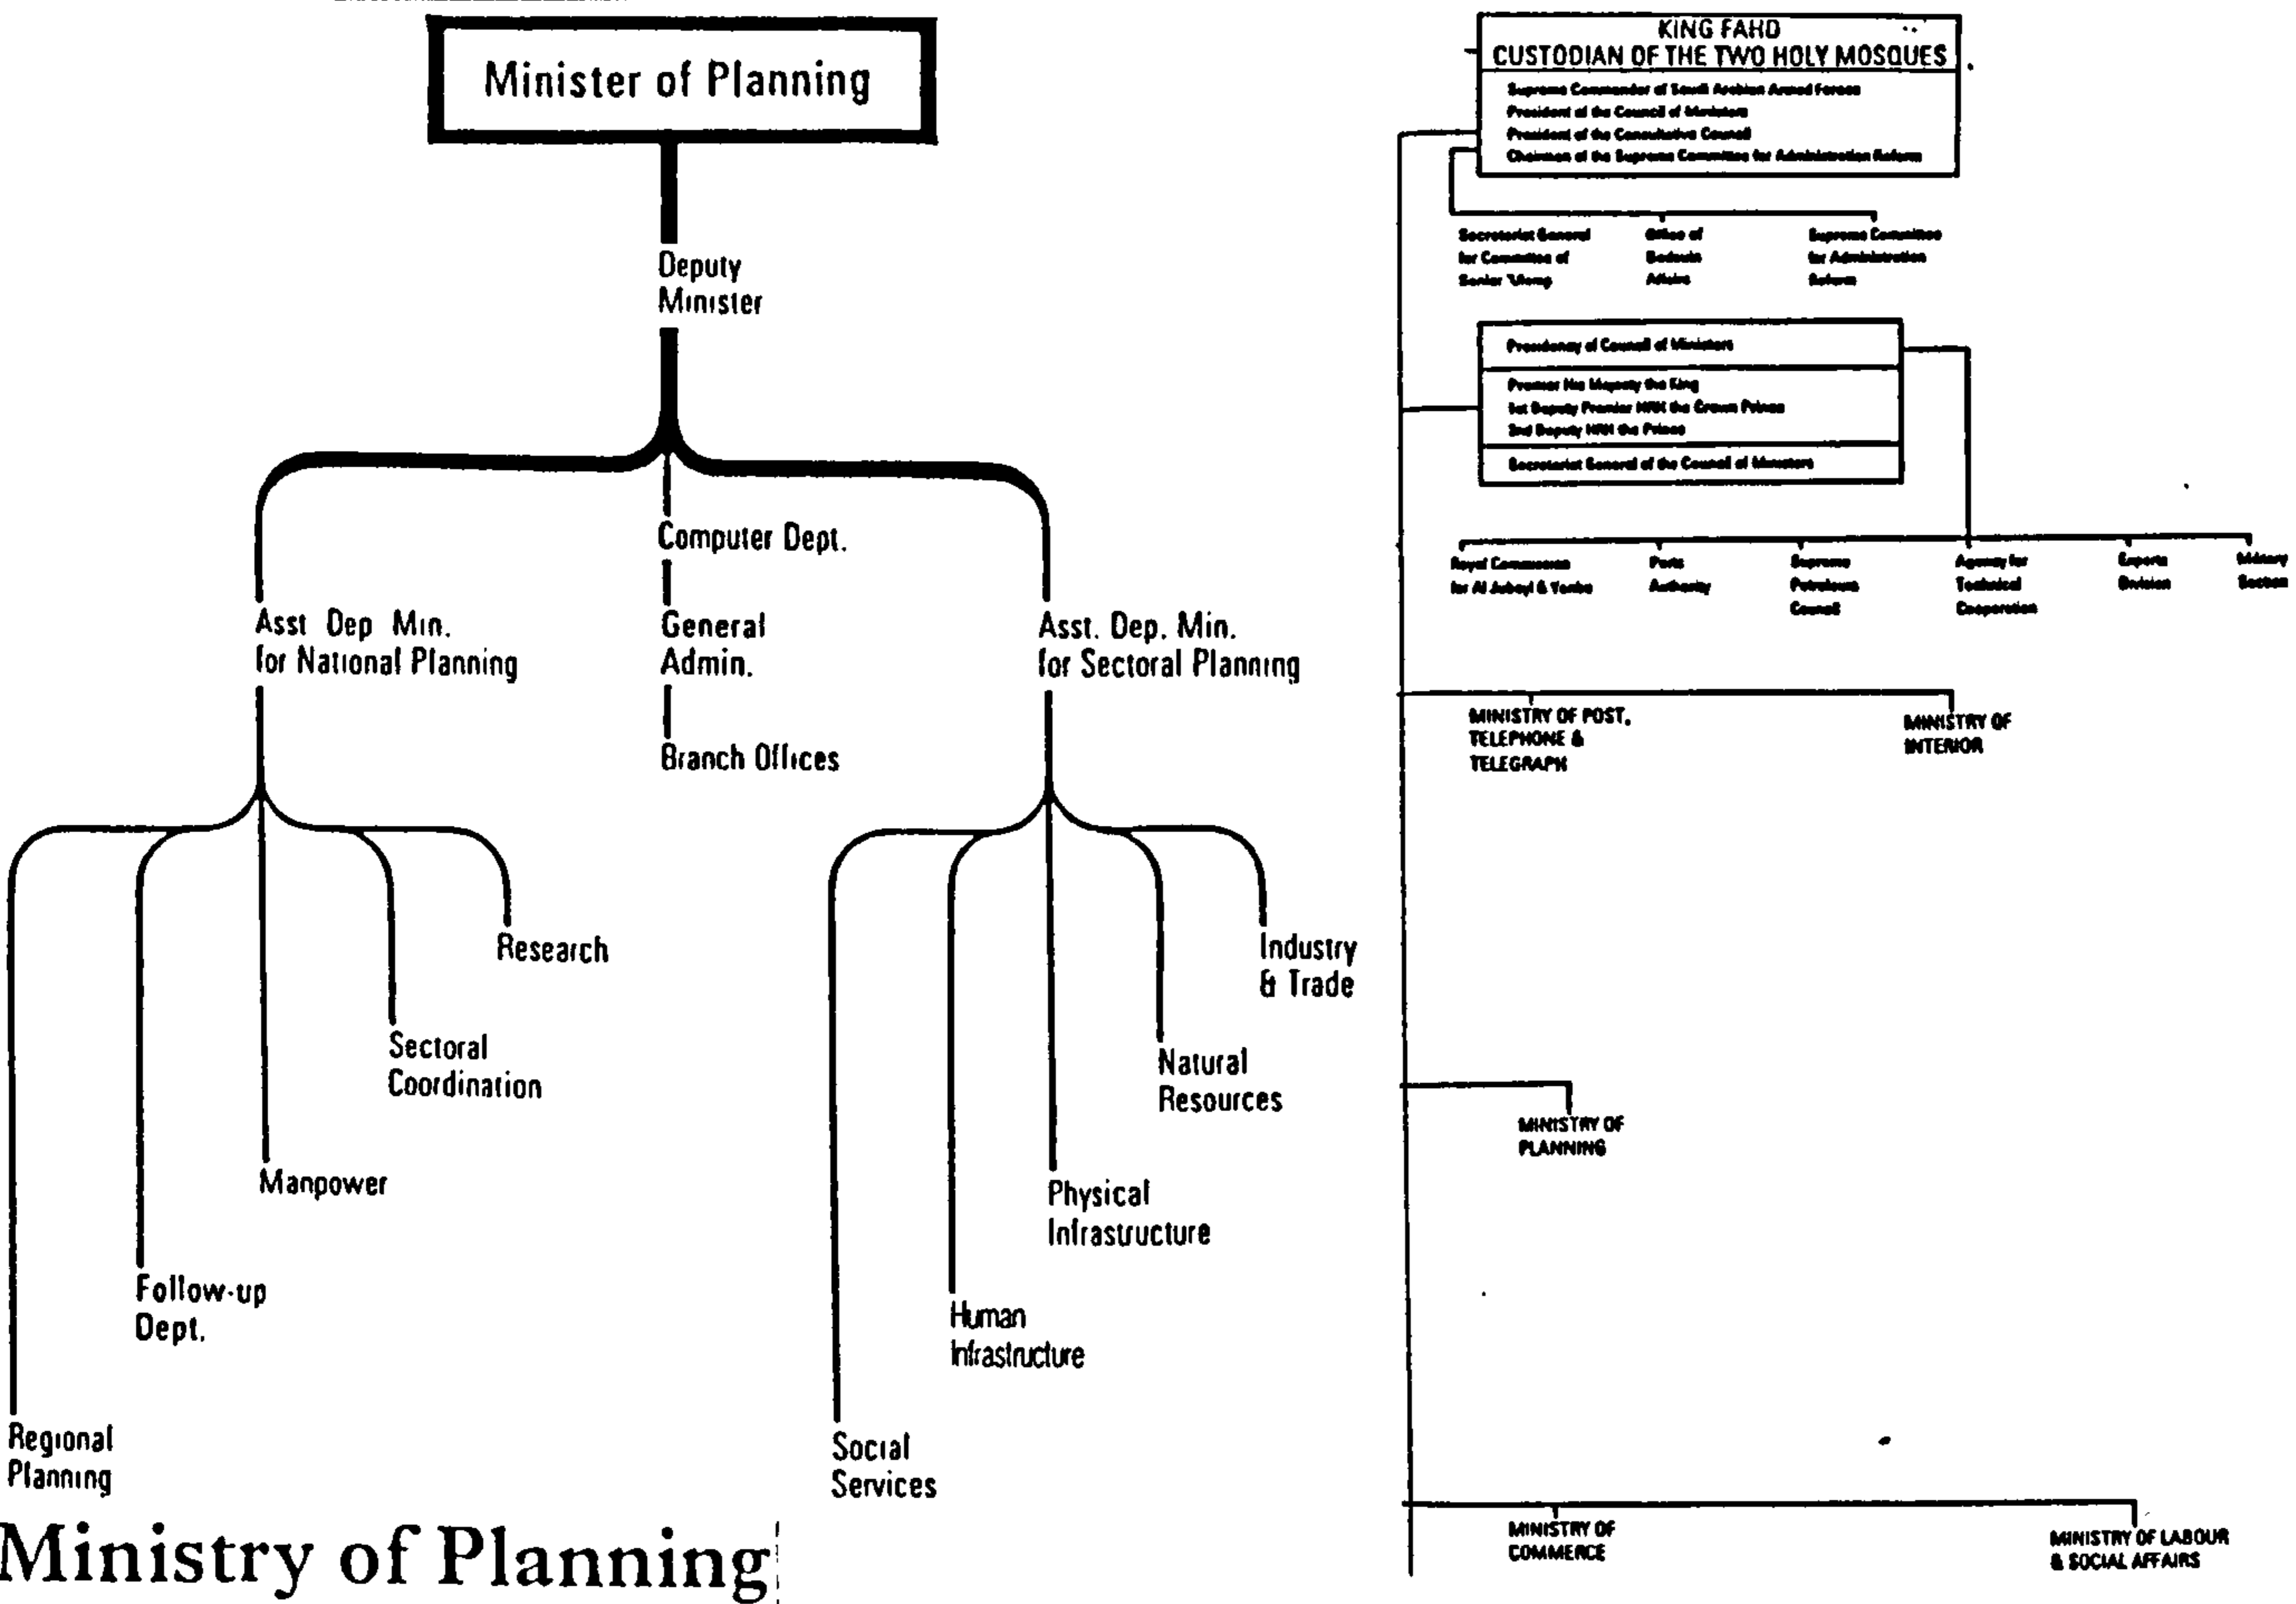 Minister of Planning
Deputy
Minister
Computer Dept.
General
Admin.
Branch Offices
Asst Dep Min.
for National Planning
Asst. Dep. Min.
for Sectoral Planning
Research
Sectoral
Coordination
Manpower
Follow-up
Dept.
Regional
Planning
Industry
& Trade
Natural
Resources
Physical
Infrastructure
Human
Infrastructure
Social
Services
Ministry of Planning
KING FAHD
CUSTODIAN OF THE TWO HOLY MOSQUES
Supreme Commander of Saudi Arabian Armed Forces
President of the Council of Ministers
President of the Consultative Council
Chairman of the Supreme Committee for Administration Reform
Secretariat General
for Committee of
Senior
Office of
Bedouin
Affairs
Supreme Committee
for Administration
Reform
Presidency of Council of Ministers
Premier His Majesty the King
1st Deputy Premier HRH the Crown Prince
2nd Deputy HRH the Prince
Secretariat General of the Council of Ministers
Royal Commission
for Al Jubayl & Yanbu
Ports
Authority
Supreme
Petroleum
Council
Agency for
Technical
Cooperation
Experts
Division
Military
Section
MINISTRY OF POST,
TELEPHONE &
TELEGRAPH
MINISTRY OF
INTERIOR
MINISTRY OF
PLANNING
MINISTRY OF
COMMERCE
MINISTRY OF LABOUR
& SOCIAL AFFAIRS